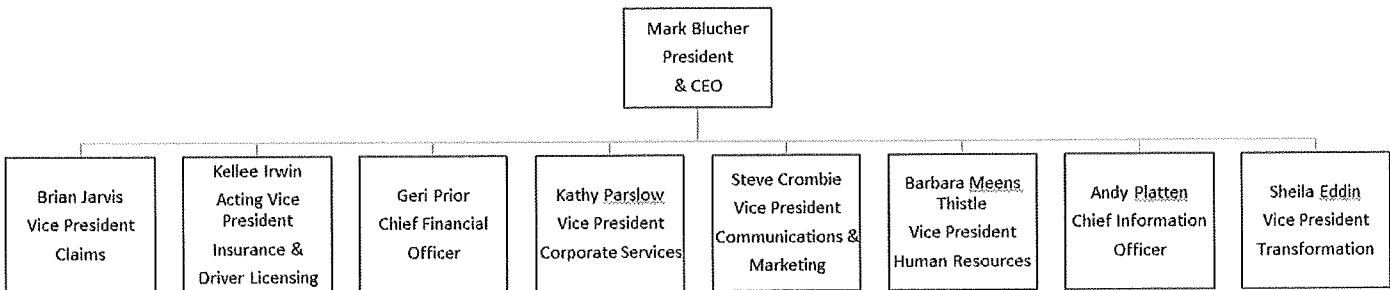 Mark Blucher
President
& CEO
Brian Jarvis
Vice President
Claims
Kellee Irwin
Acting Vice
President
Insurance &
Driver Licensing
Geri Prior
Chief Financial
Officer
Kathy Parslow
Vice President
Corporate Services
Steve Crombie
Vice President
Communications &
Marketing
Barbara Meens
Thistle
Vice President
Human Resources
Andy Platten
Chief Information
Officer
Sheila Eddin
Vice President
Transformation